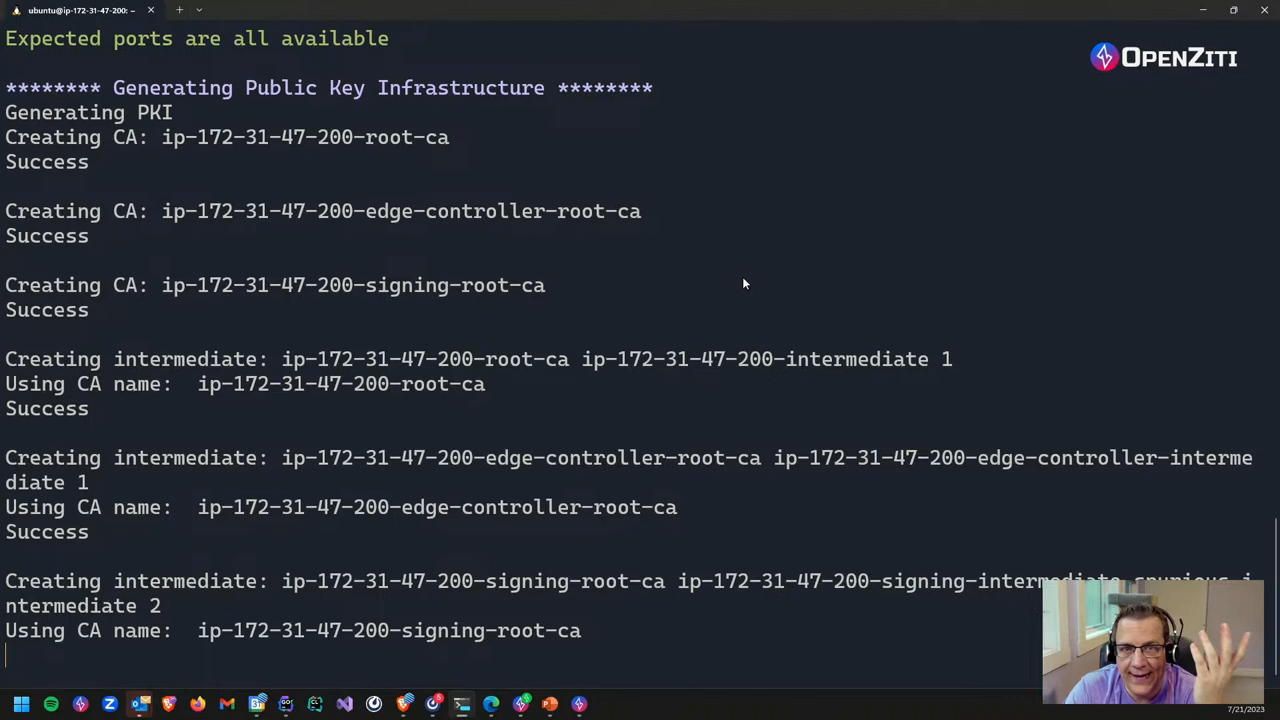 ubuntu@ip-172-31-47-200: ~
Expected ports are all available
OPENZITI
******** Generating Public Key Infrastructure ********
Generating PKI
Creating CA: ip-172-31-47-200-root-ca
Success
Creating CA: ip-172-31-47-200-edge-controller-root-ca
Success
Creating CA: ip-172-31-47-200-signing-root-ca
Success
Creating intermediate: ip-172-31-47-200-root-ca ip-172-31-47-200-intermediate 1
Using CA name:  ip-172-31-47-200-root-ca
Success
Creating intermediate: ip-172-31-47-200-edge-controller-root-ca ip-172-31-47-200-edge-controller-interme
diate 1
Using CA name:  ip-172-31-47-200-edge-controller-root-ca
Success
Creating intermediate: ip-172-31-47-200-signing-root-ca ip-172-31-47-200-signing-intermediate_spurious_i
ntermediate 2
Using CA name:  ip-172-31-47-200-signing-root-ca
7/21/2023